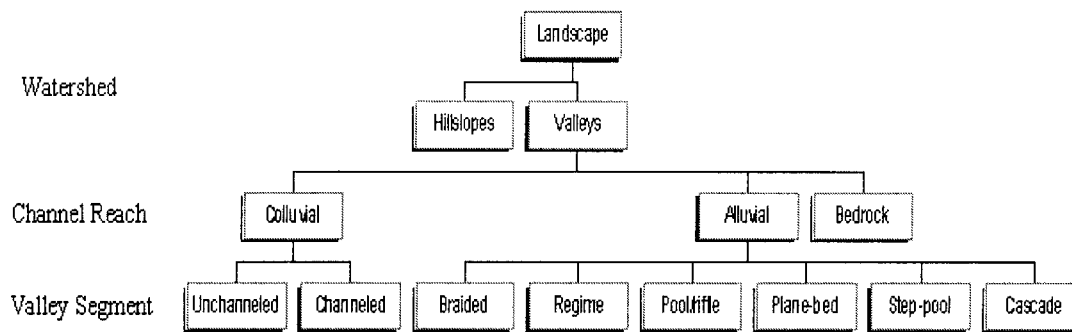 Landscape
Watershed
Hillslopes Valleys
Channel Reach Colluvial Alluvial Bedrock
Valley Segment Unchanneled Channeled Braided Regime Pool/riffle Plane-bed Step-pool Cascade